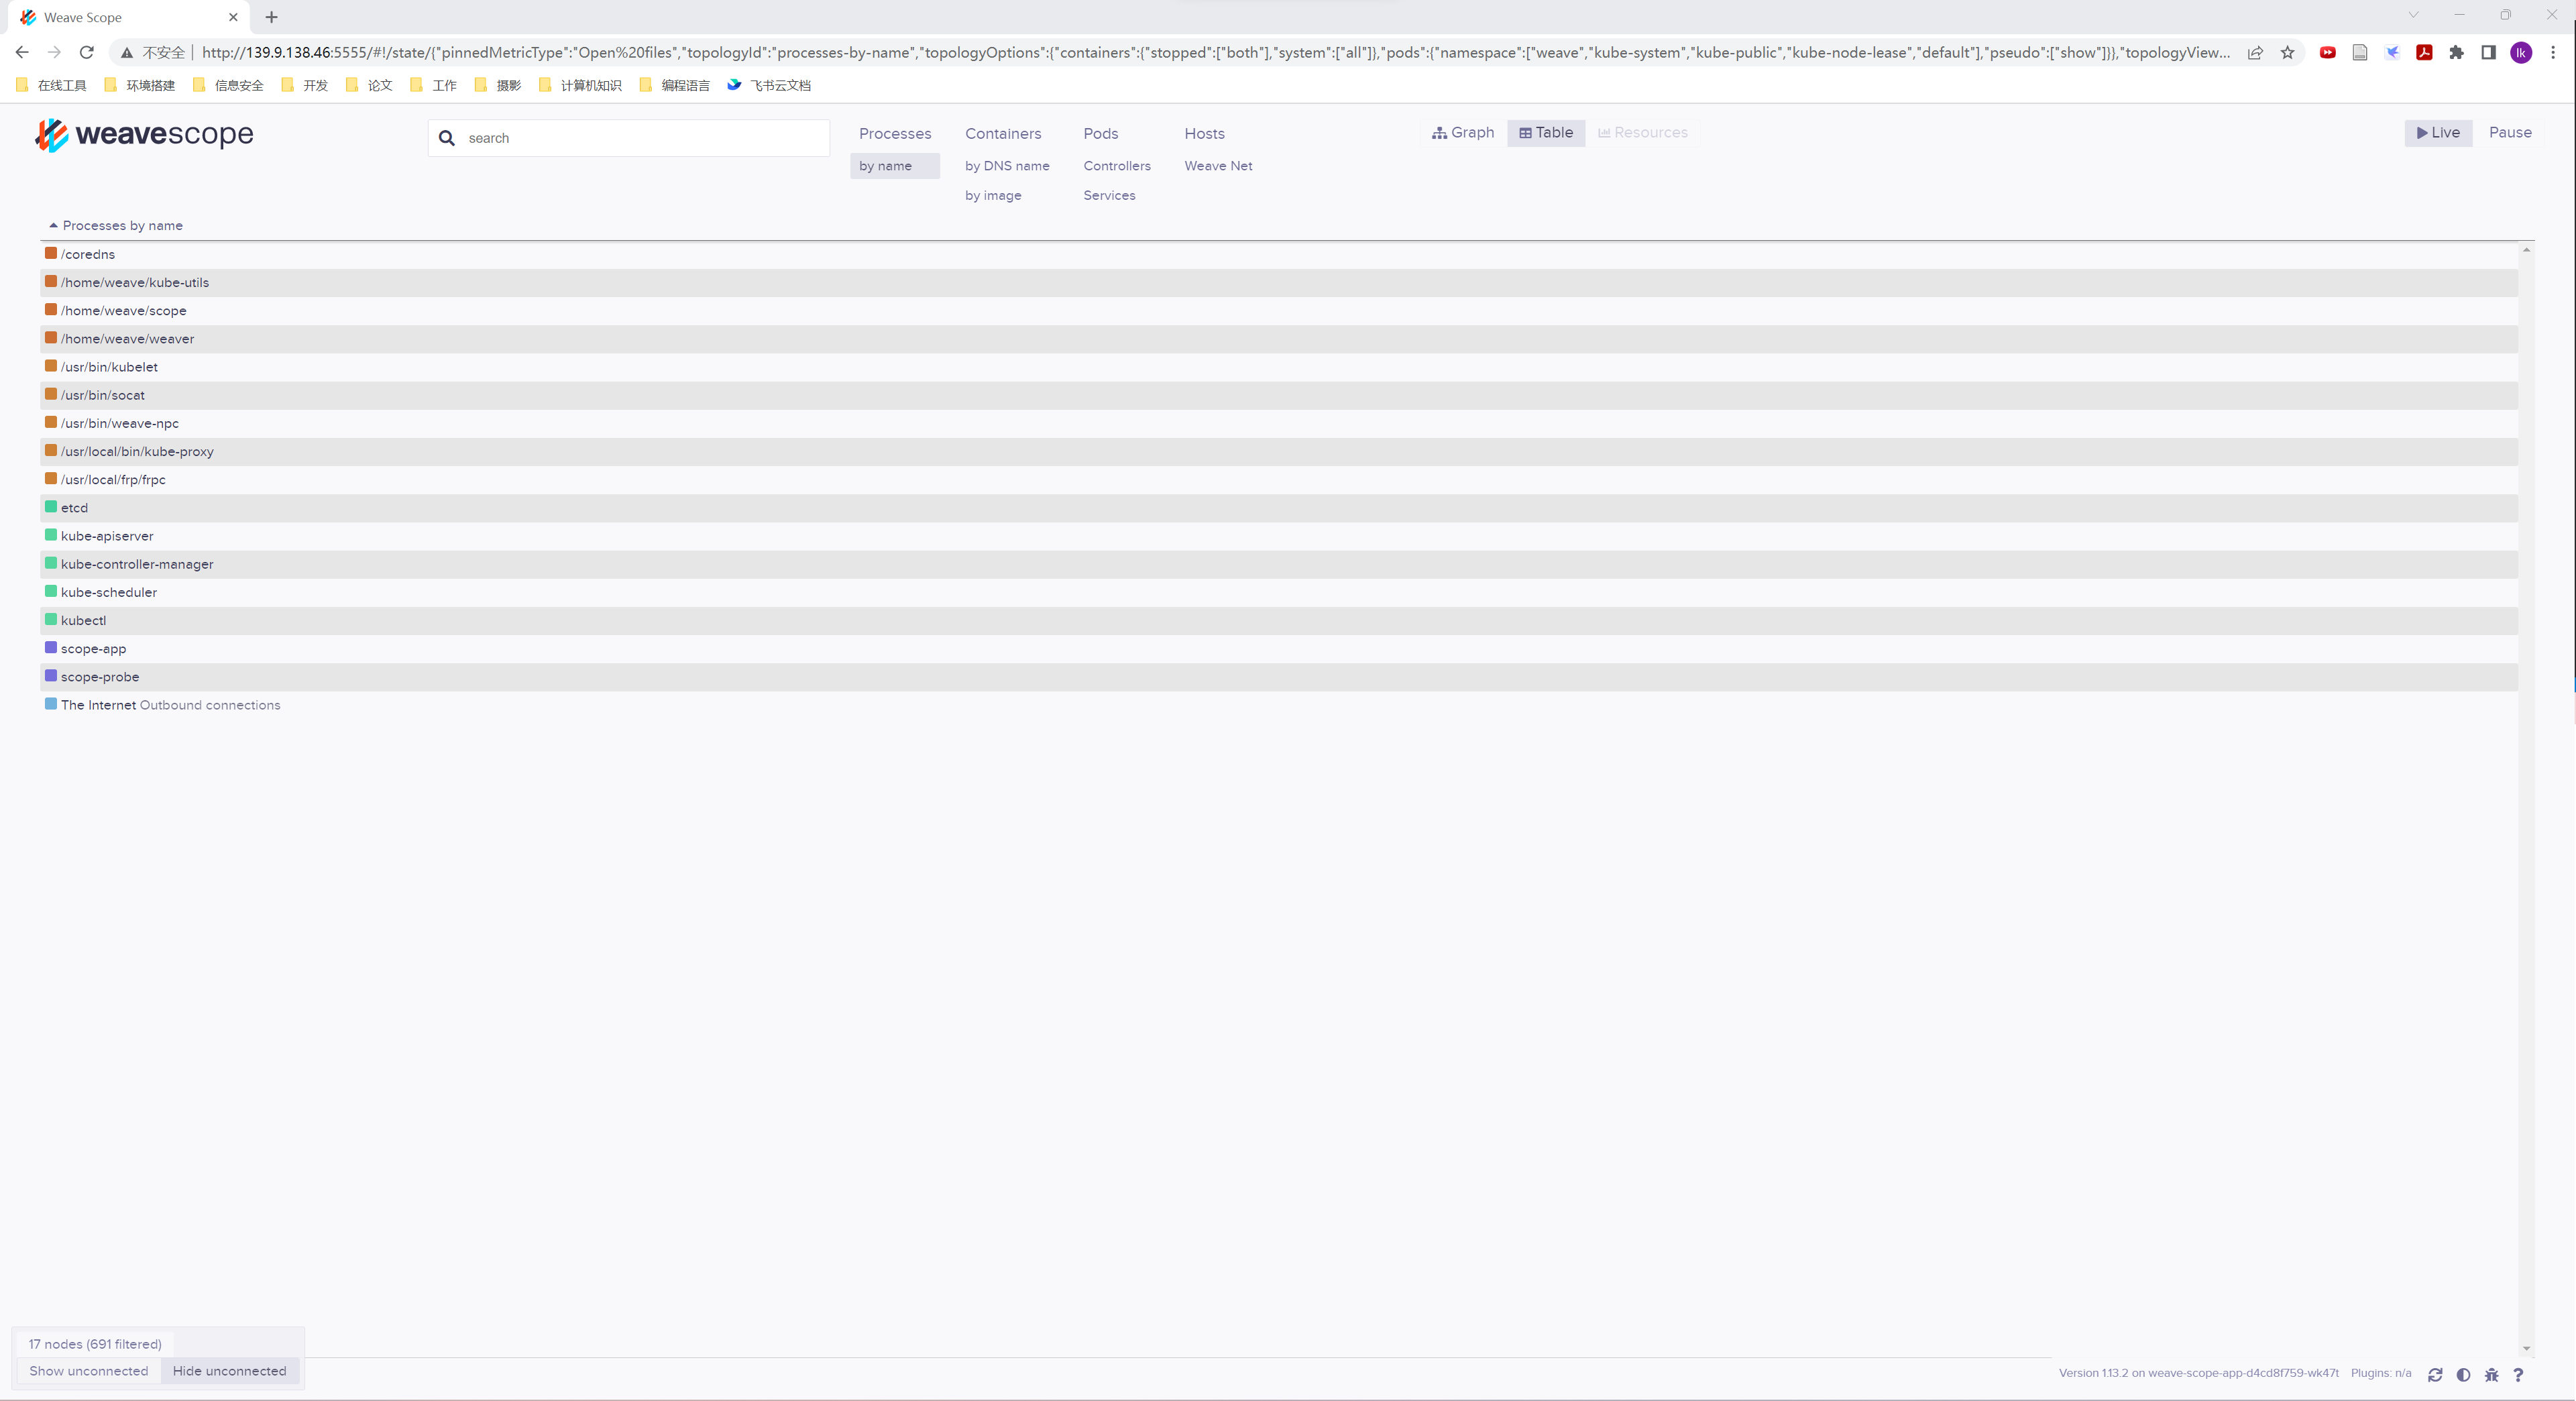 Weave Scope
不安全 | http://139.9.138.46:5555/#!/state/{"pinnedMetricType":"Open%20files","topologyId":"processes-by-name","topologyOptions":{"containers":{"stopped":["both"],"system":["all"]},"pods":{"namespace":["weave","kube-system","kube-public","kube-node-lease","default"],"pseudo":["show"]}},"topologyView... lk
在线工具 环境搭建 信息安全 开发 论文 工作 摄影 计算机知识 编程语言 飞书云文档
weavescope search Processes Containers Pods Hosts Graph Table Resources Live Pause
by name by DNS name Controllers Weave Net
by image Services
Processes by name
/coredns
/home/weave/kube-utils
/home/weave/scope
/home/weave/weaver
/usr/bin/kubelet
/usr/bin/socat
/usr/bin/weave-npc
/usr/local/bin/kube-proxy
/usr/local/frp/frpc
etcd
kube-apiserver
kube-controller-manager
kube-scheduler
kubectl
scope-app
scope-probe
The Internet Outbound connections
17 nodes (691 filtered)
Show unconnected Hide unconnected
Version 1.13.2 on weave-scope-app-d4cd8f759-wk47t Plugins: n/a